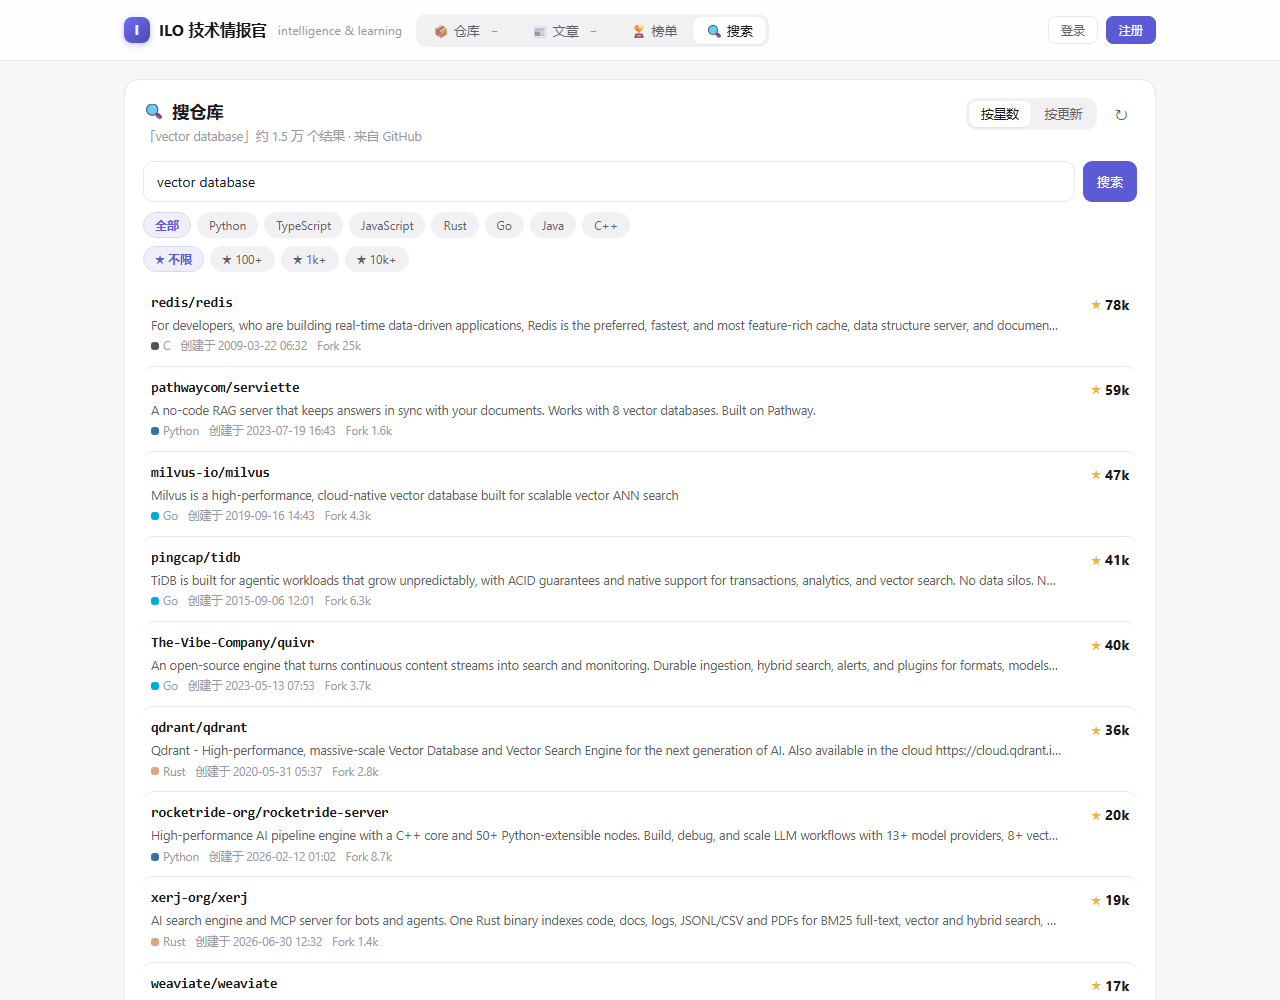 I ILO 技术情报官 intelligence & learning 仓库 – 文章 – 榜单 搜索 登录 注册
搜仓库 按星数 按更新 ↻
「vector database」约 1.5 万 个结果 · 来自 GitHub
vector database 搜索
全部 Python TypeScript JavaScript Rust Go Java C++
★ 不限 ★ 100+ ★ 1k+ ★ 10k+
redis/redis ★ 78k
For developers, who are building real-time data-driven applications, Redis is the preferred, fastest, and most feature-rich cache, data structure server, and documen...
C 创建于 2009-03-22 06:32 Fork 25k
pathwaycom/serviette ★ 59k
A no-code RAG server that keeps answers in sync with your documents. Works with 8 vector databases. Built on Pathway.
Python 创建于 2023-07-19 16:43 Fork 1.6k
milvus-io/milvus ★ 47k
Milvus is a high-performance, cloud-native vector database built for scalable vector ANN search
Go 创建于 2019-09-16 14:43 Fork 4.3k
pingcap/tidb ★ 41k
TiDB is built for agentic workloads that grow unpredictably, with ACID guarantees and native support for transactions, analytics, and vector search. No data silos. N...
Go 创建于 2015-09-06 12:01 Fork 6.3k
The-Vibe-Company/quivr ★ 40k
An open-source engine that turns continuous content streams into search and monitoring. Durable ingestion, hybrid search, alerts, and plugins for formats, models...
Go 创建于 2023-05-13 07:53 Fork 3.7k
qdrant/qdrant ★ 36k
Qdrant - High-performance, massive-scale Vector Database and Vector Search Engine for the next generation of AI. Also available in the cloud https://cloud.qdrant.i...
Rust 创建于 2020-05-31 05:37 Fork 2.8k
rocketride-org/rocketride-server ★ 20k
High-performance AI pipeline engine with a C++ core and 50+ Python-extensible nodes. Build, debug, and scale LLM workflows with 13+ model providers, 8+ vect...
Python 创建于 2026-02-12 01:02 Fork 8.7k
xerj-org/xerj ★ 19k
AI search engine and MCP server for bots and agents. One Rust binary indexes code, docs, logs, JSONL/CSV and PDFs for BM25 full-text, vector and hybrid search, ...
Rust 创建于 2026-06-30 12:32 Fork 1.4k
weaviate/weaviate ★ 17k